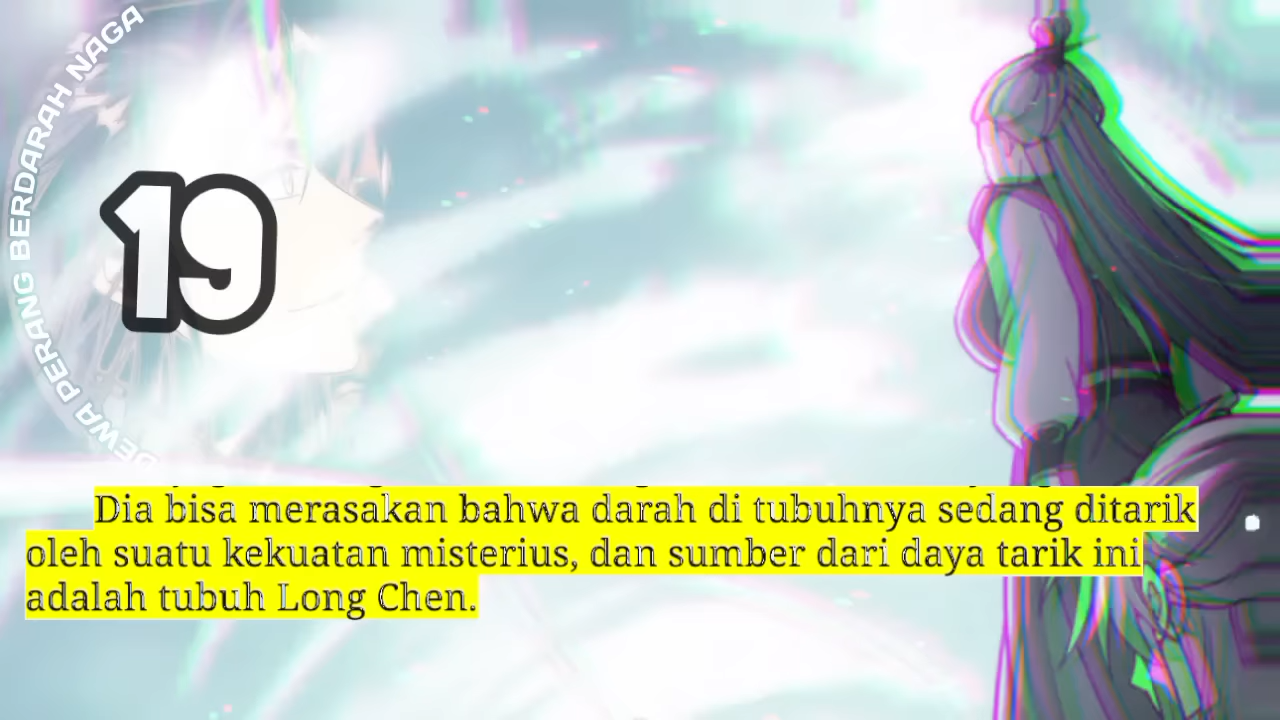 DEWA PERANG BERDARAH NAGA
19
Dia bisa merasakan bahwa darah di tubuhnya sedang ditarik
oleh suatu kekuatan misterius, dan sumber dari daya tarik ini
adalah tubuh Long Chen.